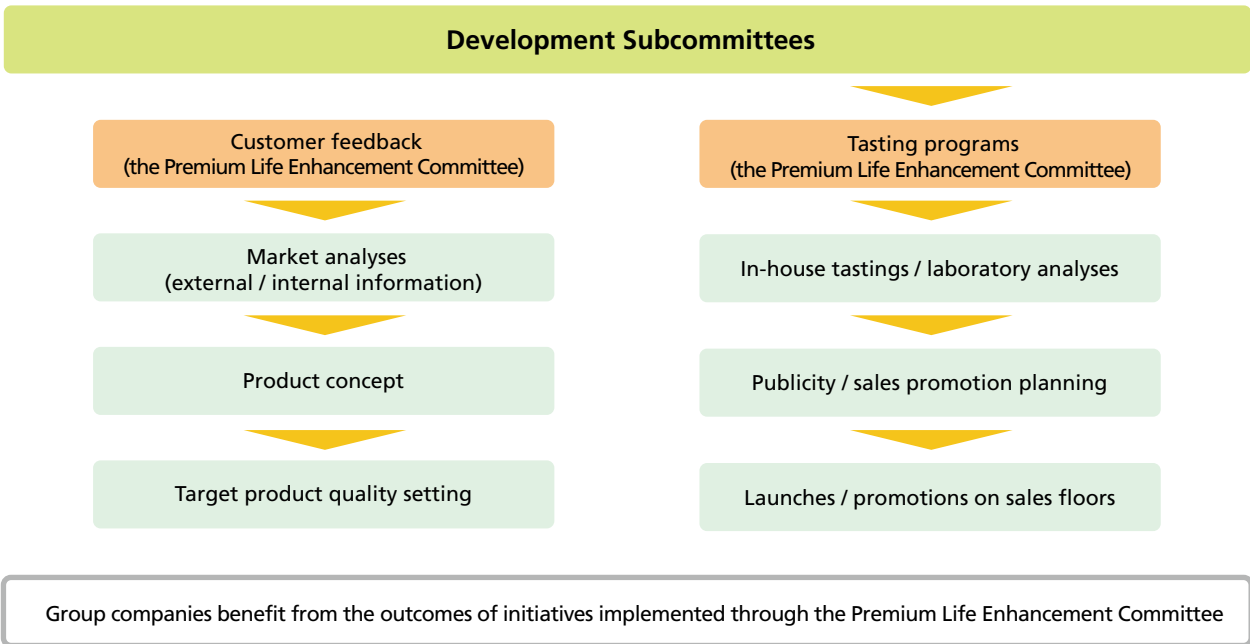 Development Subcommittees
Customer feedback
(the Premium Life Enhancement Committee)
Market analyses
(external / internal information)
Product concept
Target product quality setting
Tasting programs
(the Premium Life Enhancement Committee)
In-house tastings / laboratory analyses
Publicity / sales promotion planning
Launches / promotions on sales floors
Group companies benefit from the outcomes of initiatives implemented through the Premium Life Enhancement Committee